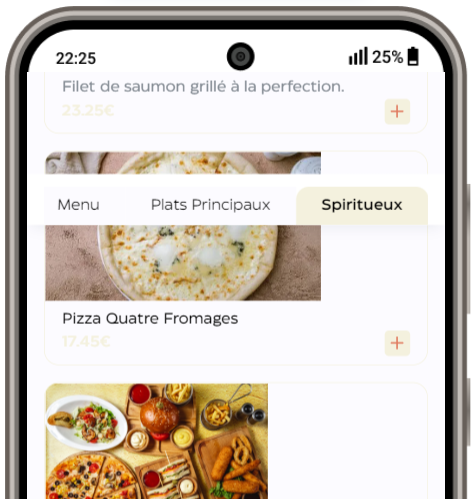 22:25
25%
Filet de saumon grillé à la perfection.
23.25€
+
Menu
Plats Principaux
Spiritueux
Pizza Quatre Fromages
17.45€
+